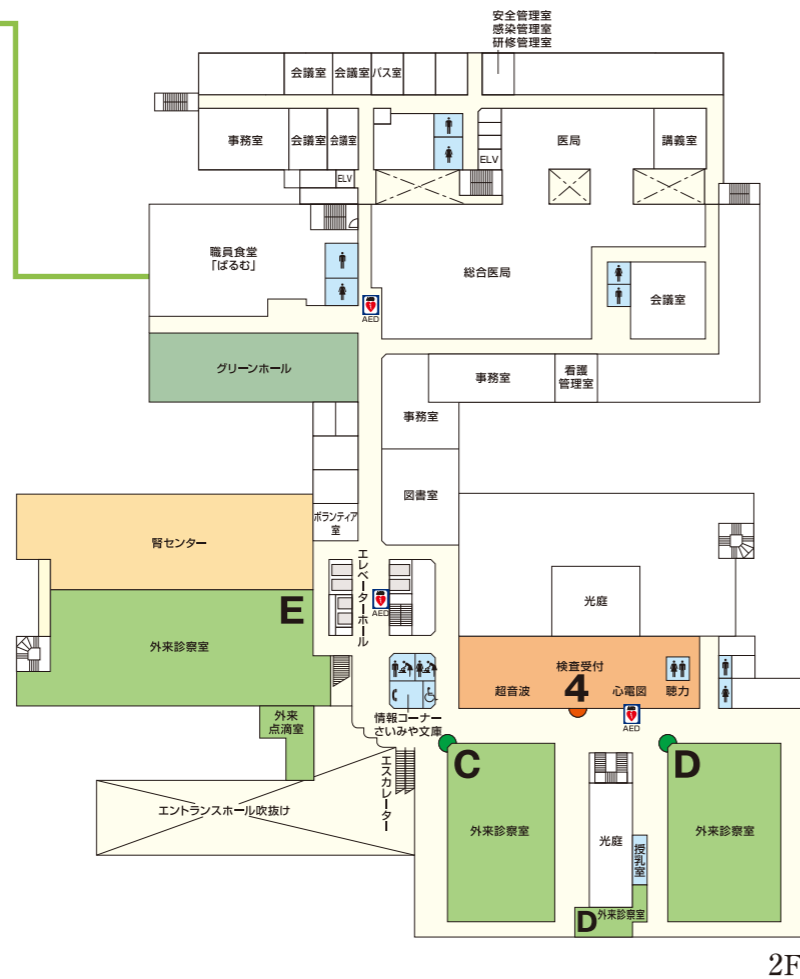 安全管理室
感染管理室
研修管理室
会議室
会議室
バス室
事務室
会議室
会議室
医局
講義室
ELV
ELV
職員食堂
「ぱるむ」
総合医局
会議室
AED
グリーンホール
事務室
看護
管理室
事務室
図書室
ボランティア
室
腎センター
エレベーターホール
光庭
E
AED
外来診察室
検査受付
超音波
4
心電図
聴力
外来
点滴室
情報コーナー
さいみや文庫
AED
C
D
エスカレーター
エントランスホール吹抜け
外来診察室
光庭
授乳室
外来診察室
D
外来診察室
2F